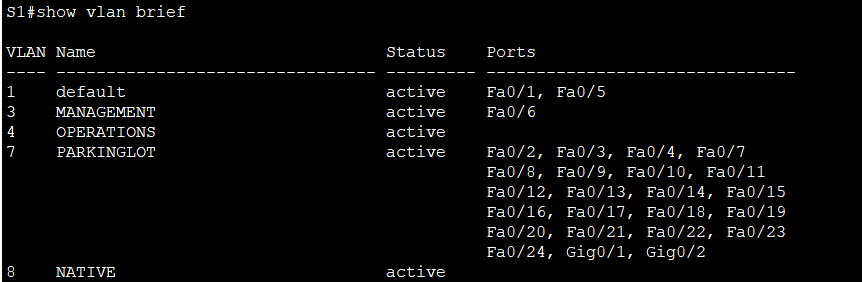 S1#show vlan brief
VLAN Name                             Status    Ports
---- -------------------------------- --------- -------------------------------
1    default                          active    Fa0/1, Fa0/5
3    MANAGEMENT                       active    Fa0/6
4    OPERATIONS                       active
7    PARKINGLOT                       active    Fa0/2, Fa0/3, Fa0/4, Fa0/7
                                                Fa0/8, Fa0/9, Fa0/10, Fa0/11
                                                Fa0/12, Fa0/13, Fa0/14, Fa0/15
                                                Fa0/16, Fa0/17, Fa0/18, Fa0/19
                                                Fa0/20, Fa0/21, Fa0/22, Fa0/23
                                                Fa0/24, Gig0/1, Gig0/2
8    NATIVE                           active